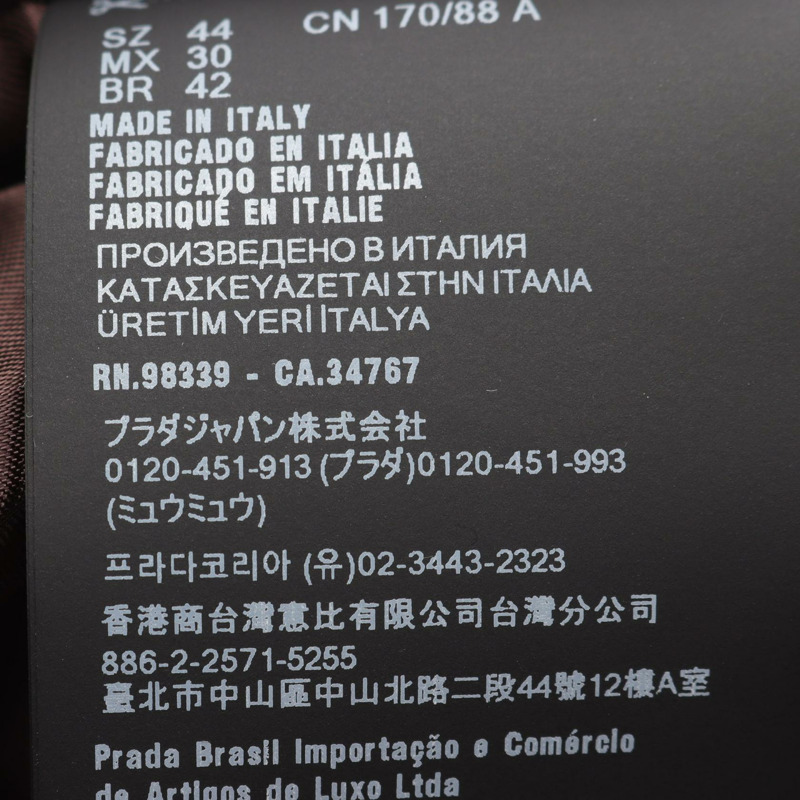 SZ 44 CN 170/88 A
MX 30
BR 42
MADE IN ITALY
FABRICADO EN ITALIA
FABRICADO EM ITÁLIA
FABRIQUÉ EN ITALIE
ПРОИЗВЕДЕНО В ИТАЛИЯ
ΚΑΤΑΣΚΕΥΑΖΕΤΑΙ ΣΤΗΝ ΙΤΑΛΙΑ
ÜRETİM YERİ İTALYA
RN.98339 - CA.34767
プラダジャパン株式会社
0120-451-913 (プラダ)0120-451-993
(ミュウミュウ)
프라다코리아 (유)02-3443-2323
香港商台灣惠比有限公司台灣分公司
886-2-2571-5255
臺北市中山區中山北路二段44號12樓A室
Prada Brasil Importação e Comércio
de Artigos de Luxo Ltda